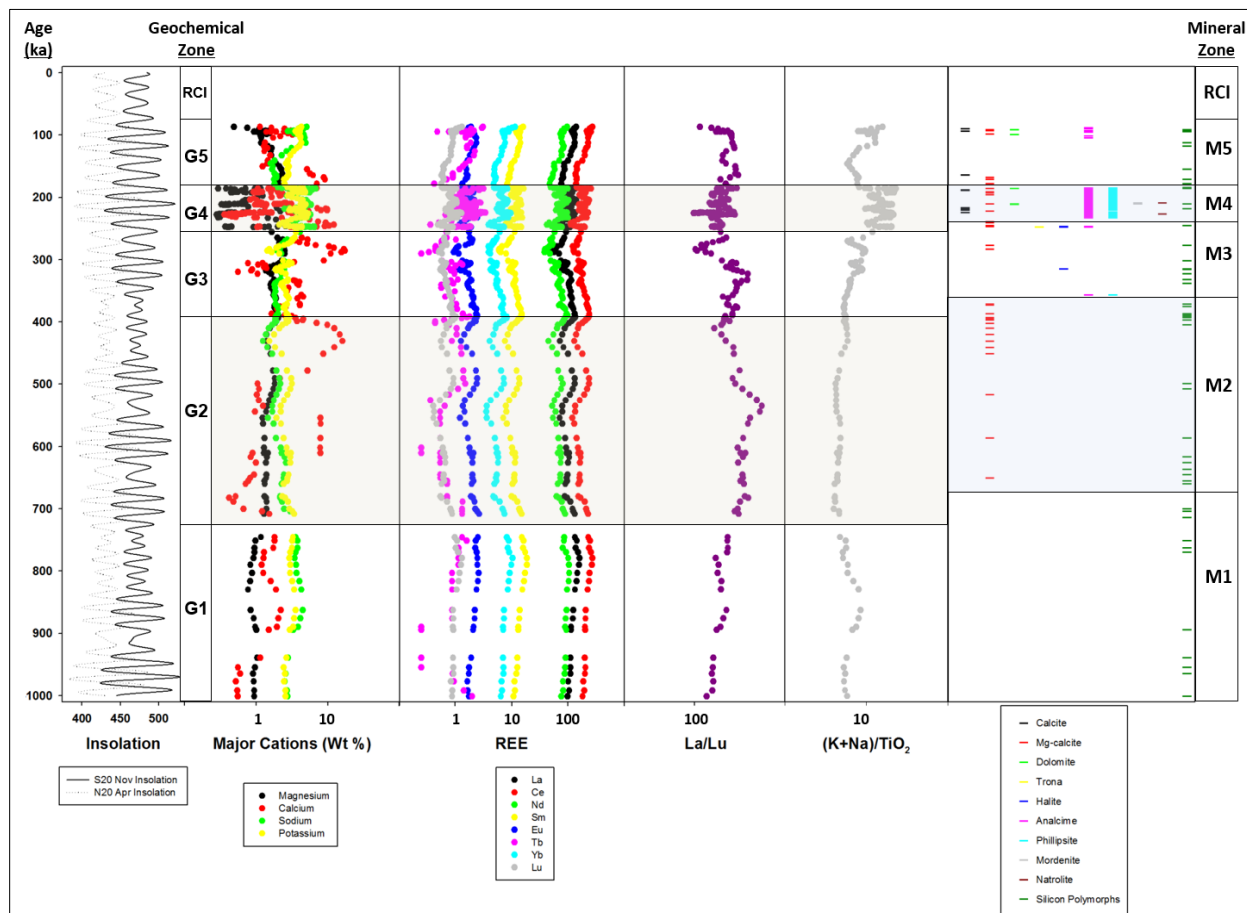 Age
(ka)
Geochemical
Zone
Mineral
Zone
0
100
200
300
400
500
600
700
800
900
1000
RCI
G5
G4
G3
G2
G1
RCI
M5
M4
M3
M2
M1
400 450 500
1 10
1 10 100
100
10
Insolation
Major Cations (Wt %)
REE
La/Lu
(K+Na)/TiO₂
S20 Nov Insolation
N20 Apr Insolation
Magnesium
Calcium
Sodium
Potassium
La
Ce
Nd
Sm
Eu
Tb
Yb
Lu
Calcite
Mg-calcite
Dolomite
Trona
Halite
Analcime
Phillipsite
Mordenite
Natrolite
Silicon Polymorphs